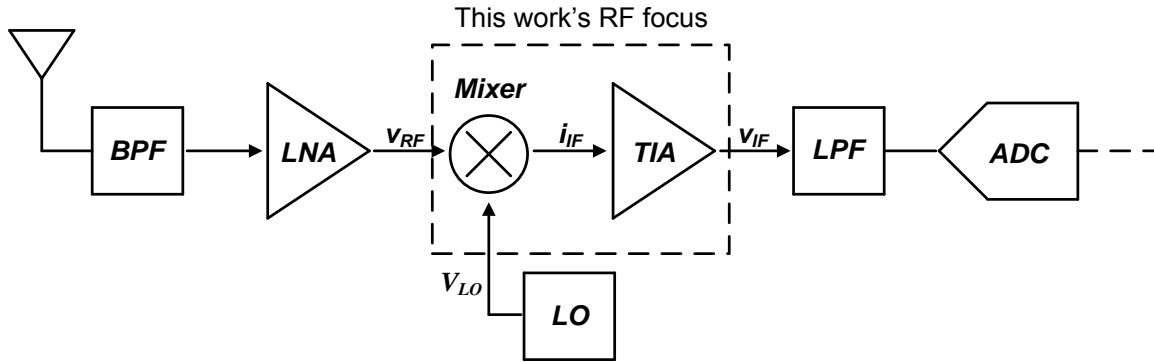 This work's RF focus
Mixer
BPF
LNA
v_RF
i_IF
TIA
v_IF
LPF
ADC
V_LO
LO